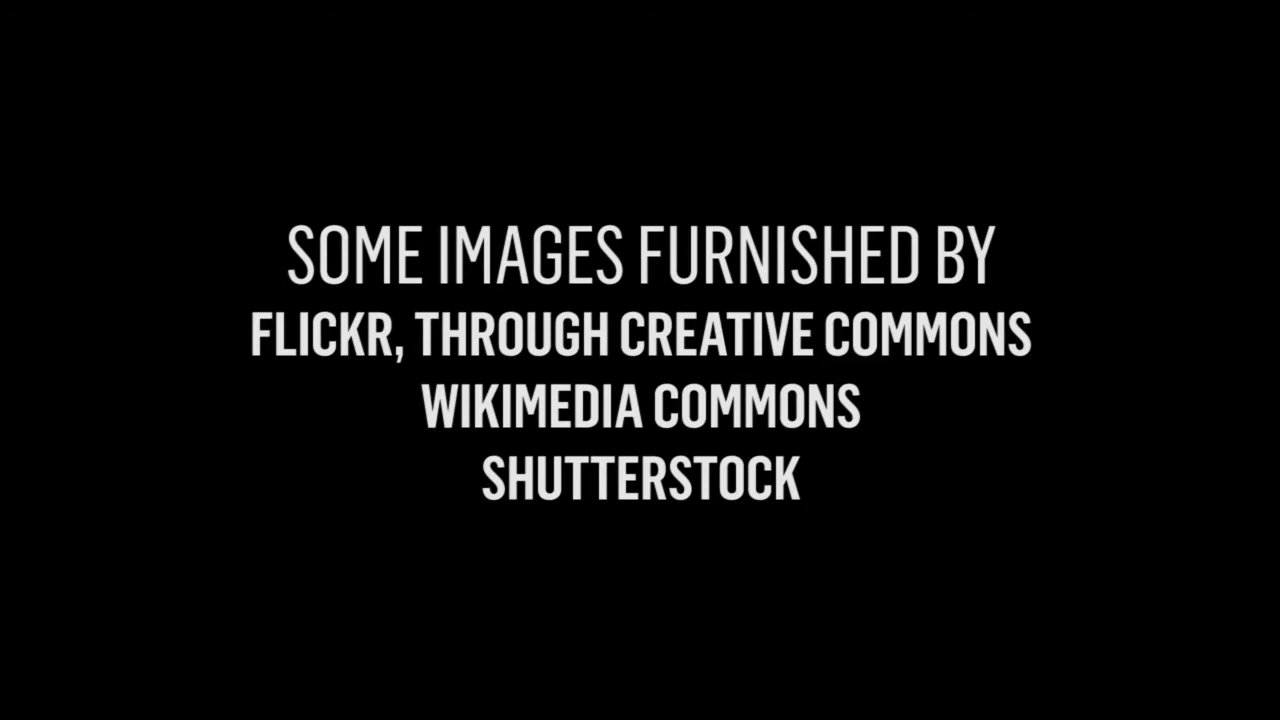 SOME IMAGES FURNISHED BY
FLICKR, THROUGH CREATIVE COMMONS
WIKIMEDIA COMMONS
SHUTTERSTOCK